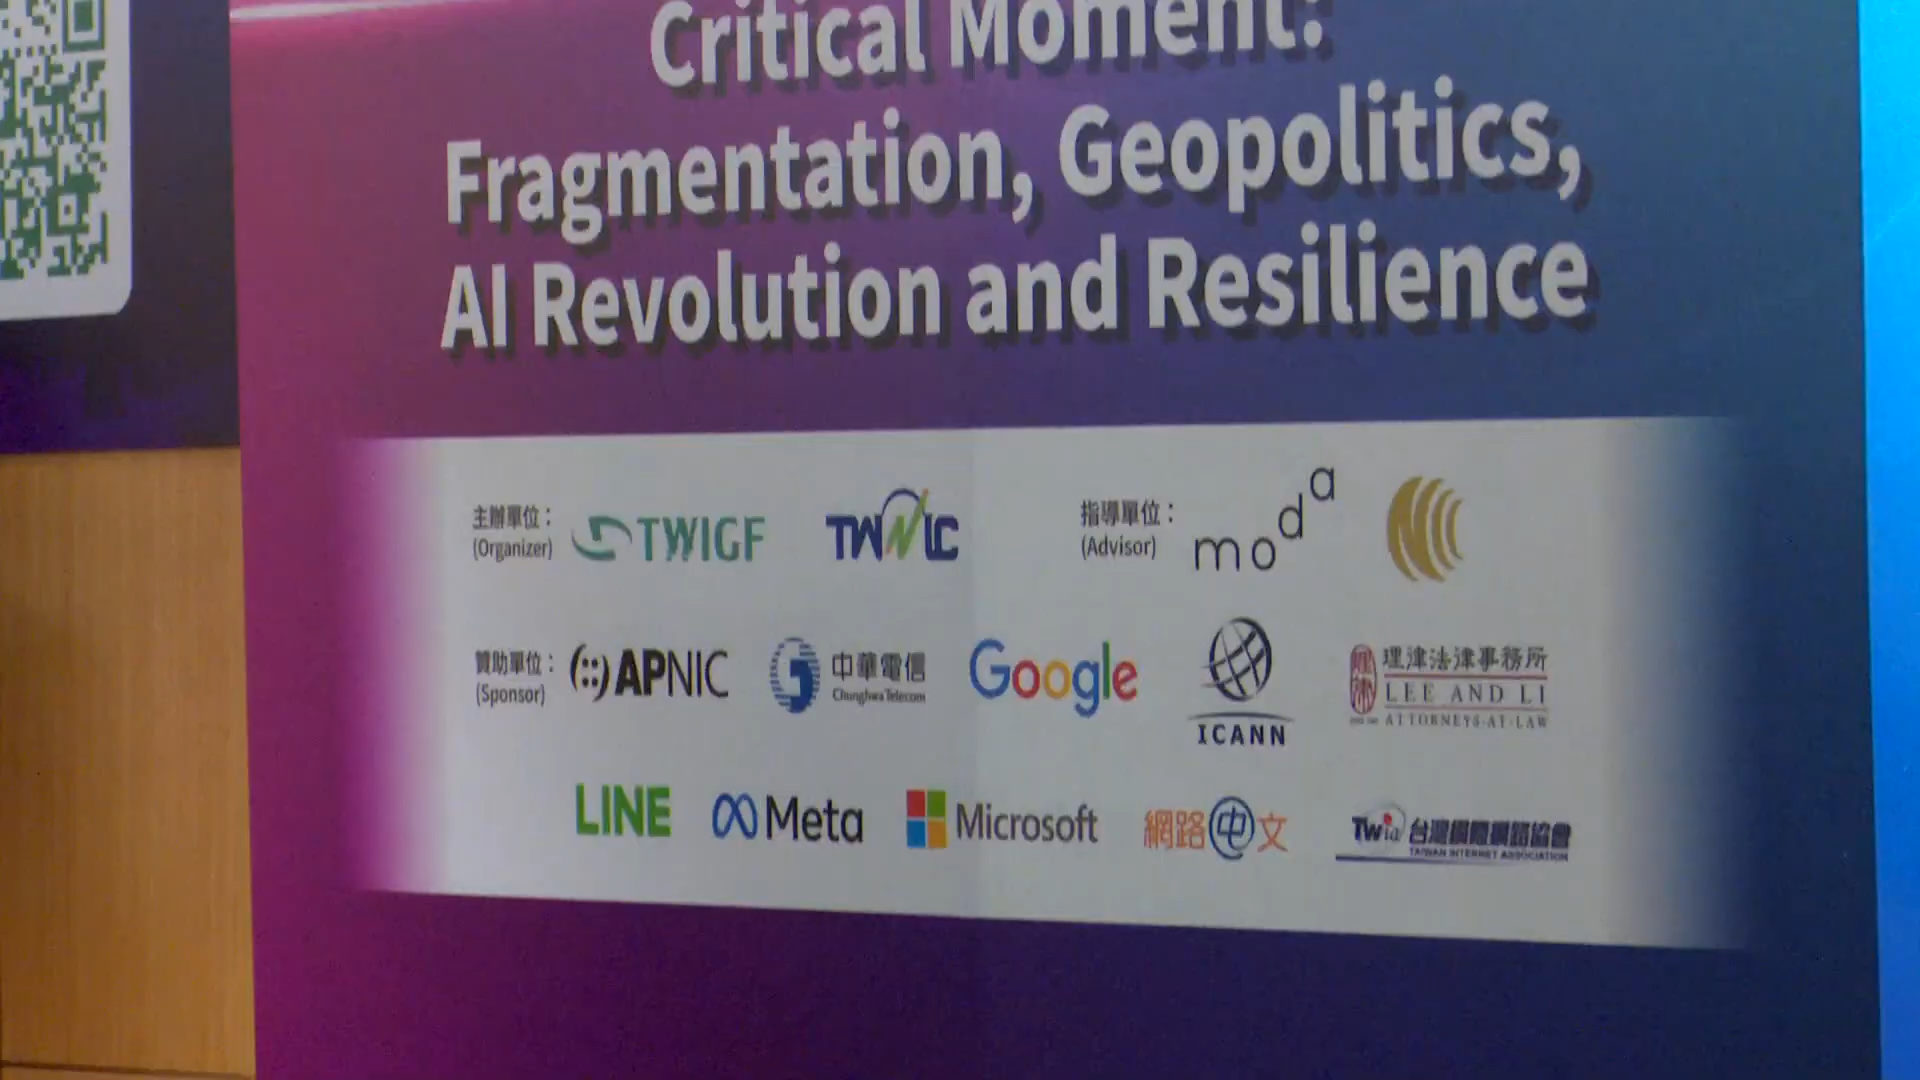 Critical Moment:
Fragmentation, Geopolitics,
AI Revolution and Resilience
主辦單位：
(Organizer)
TWIGF
TWNIC
指導單位：
(Advisor)
moda
贊助單位：
(Sponsor)
APNIC
中華電信
Chunghwa Telecom
Google
ICANN
理律法律事務所
LEE AND LI
ATTORNEYS-AT-LAW
LINE
Meta
Microsoft
網路中文
TWIA 台灣網際網路協會
TAIWAN INTERNET ASSOCIATION